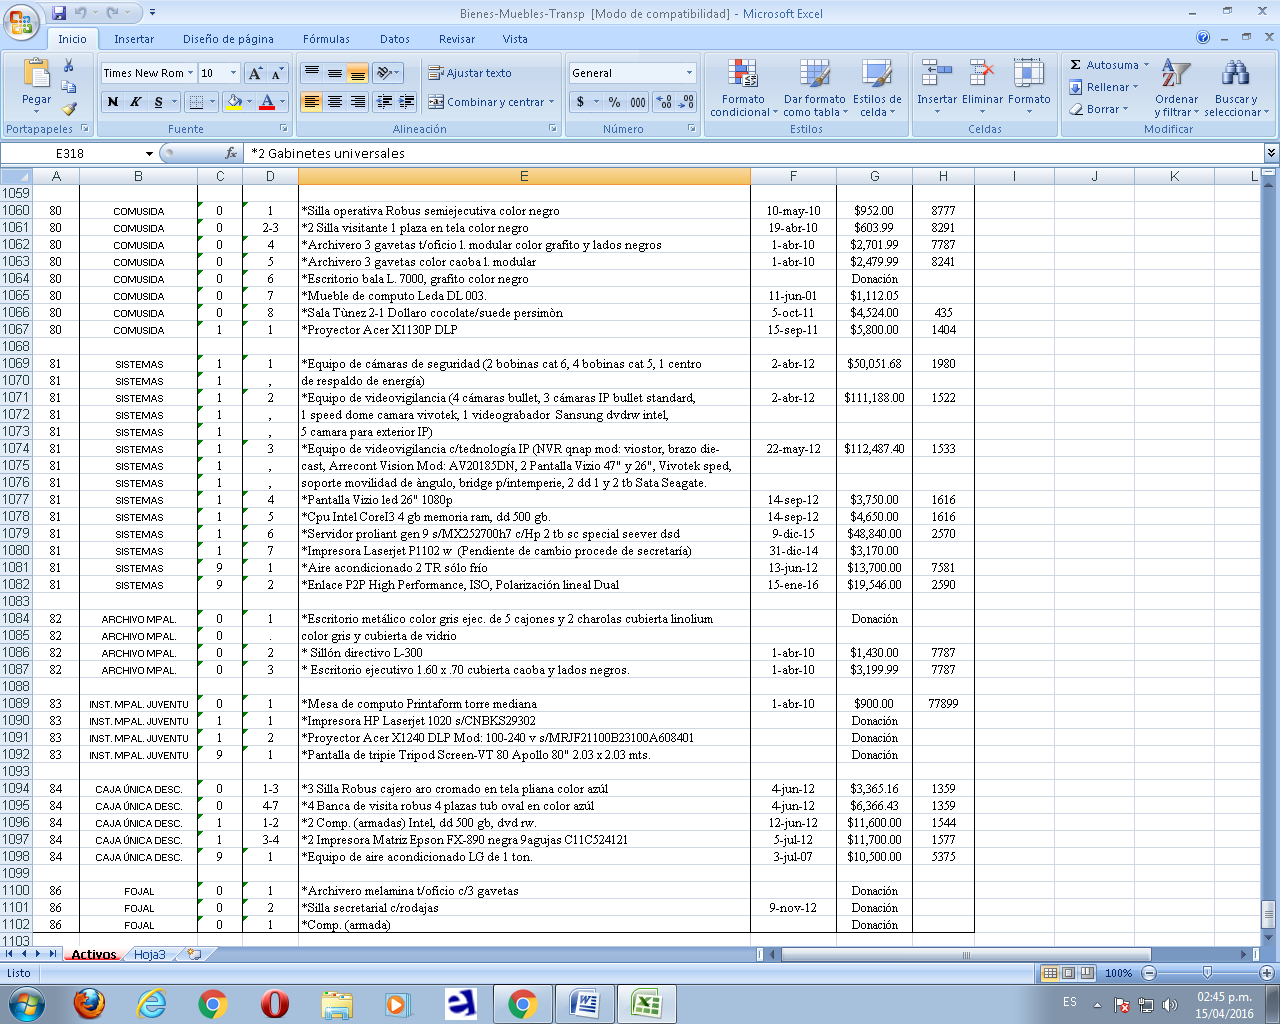 Bienes-Muebles-Transp [Modo de compatibilidad] - Microsoft Excel
Inicio Insertar Diseño de página Fórmulas Datos Revisar Vista
Pegar
Portapapeles
Times New Rom 10
N K S
Fuente
Ajustar texto
Combinar y centrar
Alineación
General
$ % 000
Número
Formato condicional
Dar formato como tabla
Estilos de celda
Estilos
Insertar Eliminar Formato
Celdas
Autosuma
Rellenar
Borrar
Ordenar y filtrar
Buscar y seleccionar
Modificar
E318 fx *2 Gabinetes universales
A B C D E F G H I J K L
1059
1060 80 COMUSIDA 0 1 *Silla operativa Robus semiejecutiva color negro 10-may-10 $952.00 8777
1061 80 COMUSIDA 0 2-3 *2 Silla visitante 1 plaza en tela color negro 19-abr-10 $603.99 8291
1062 80 COMUSIDA 0 4 *Archivero 3 gavetas t/oficio l. modular color grafito y lados negros 1-abr-10 $2,701.99 7787
1063 80 COMUSIDA 0 5 *Archivero 3 gavetas color caoba l. modular 1-abr-10 $2,479.99 8241
1064 80 COMUSIDA 0 6 *Escritorio bala L. 7000, grafito color negro Donación
1065 80 COMUSIDA 0 7 *Mueble de computo Leda DL 003. 11-jun-01 $1,112.05
1066 80 COMUSIDA 0 8 *Sala Tùnez 2-1 Dollaro cocolate/suede persimòn 5-oct-11 $4,524.00 435
1067 80 COMUSIDA 1 1 *Proyector Acer X1130P DLP 15-sep-11 $5,800.00 1404
1068
1069 81 SISTEMAS 1 1 *Equipo de cámaras de seguridad (2 bobinas cat 6, 4 bobinas cat 5, 1 centro 2-abr-12 $50,051.68 1980
1070 81 SISTEMAS 1 , de respaldo de energía)
1071 81 SISTEMAS 1 2 *Equipo de videovigilancia (4 cámaras bullet, 3 cámaras IP bullet standard, 2-abr-12 $111,188.00 1522
1072 81 SISTEMAS 1 , 1 speed dome camara vivotek, 1 videograbador Sansung dvdrw intel,
1073 81 SISTEMAS 1 , 5 camara para exterior IP)
1074 81 SISTEMAS 1 3 *Equipo de videovigilancia c/tednología IP (NVR qnap mod: viostor, brazo die- 22-may-12 $112,487.40 1533
1075 81 SISTEMAS 1 , cast, Arrecont Vision Mod: AV20185DN, 2 Pantalla Vizio 47" y 26", Vivotek sped,
1076 81 SISTEMAS 1 , soporte movilidad de àngulo, bridge p/intemperie, 2 dd 1 y 2 tb Sata Seagate.
1077 81 SISTEMAS 1 4 *Pantalla Vizio led 26" 1080p 14-sep-12 $3,750.00 1616
1078 81 SISTEMAS 1 5 *Cpu Intel CoreI3 4 gb memoria ram, dd 500 gb. 14-sep-12 $4,650.00 1616
1079 81 SISTEMAS 1 6 *Servidor proliant gen 9 s/MX252700h7 c/Hp 2 tb sc special seever dsd 9-dic-15 $48,840.00 2570
1080 81 SISTEMAS 1 7 *Impresora Laserjet P1102 w (Pendiente de cambio procede de secretaría) 31-dic-14 $3,170.00
1081 81 SISTEMAS 9 1 *Aire acondicionado 2 TR sólo frío 13-jun-12 $13,700.00 7581
1082 81 SISTEMAS 9 2 *Enlace P2P High Performance, ISO, Polarización lineal Dual 15-ene-16 $19,546.00 2590
1083
1084 82 ARCHIVO MPAL. 0 1 *Escritorio metálico color gris ejec. de 5 cajones y 2 charolas cubierta linolium Donación
1085 82 ARCHIVO MPAL. 0 . color gris y cubierta de vidrio
1086 82 ARCHIVO MPAL. 0 2 * Sillón directivo L-300 1-abr-10 $1,430.00 7787
1087 82 ARCHIVO MPAL. 0 3 * Escritorio ejecutivo 1.60 x .70 cubierta caoba y lados negros. 1-abr-10 $3,199.99 7787
1088
1089 83 INST. MPAL. JUVENTU 0 1 *Mesa de computo Printaform torre mediana 1-abr-10 $900.00 77899
1090 83 INST. MPAL. JUVENTU 1 1 *Impresora HP Laserjet 1020 s/CNBKS29302 Donación
1091 83 INST. MPAL. JUVENTU 1 2 *Proyector Acer X1240 DLP Mod: 100-240 v s/MRJF21100B23100A608401 Donación
1092 83 INST. MPAL. JUVENTU 9 1 *Pantalla de tripie Tripod Screen-VT 80 Apollo 80" 2.03 x 2.03 mts. Donación
1093
1094 84 CAJA ÚNICA DESC. 0 1-3 *3 Silla Robus cajero aro cromado en tela pliana color azúl 4-jun-12 $3,365.16 1359
1095 84 CAJA ÚNICA DESC. 0 4-7 *4 Banca de visita robus 4 plazas tub oval en color azúl 4-jun-12 $6,366.43 1359
1096 84 CAJA ÚNICA DESC. 1 1-2 *2 Comp. (armadas) Intel, dd 500 gb, dvd rw. 12-jun-12 $11,600.00 1544
1097 84 CAJA ÚNICA DESC. 1 3-4 *2 Impresora Matriz Epson FX-890 negra 9agujas C11C524121 5-jul-12 $11,700.00 1577
1098 84 CAJA ÚNICA DESC. 9 1 *Equipo de aire acondicionado LG de 1 ton. 3-jul-07 $10,500.00 5375
1099
1100 86 FOJAL 0 1 *Archivero melamina t/oficio c/3 gavetas Donación
1101 86 FOJAL 0 2 *Silla secretarial c/rodajas 9-nov-12 Donación
1102 86 FOJAL 0 1 *Comp. (armada) Donación
1103
Activos Hoja3
Listo 100%
ES 02:45 p.m.
15/04/2016